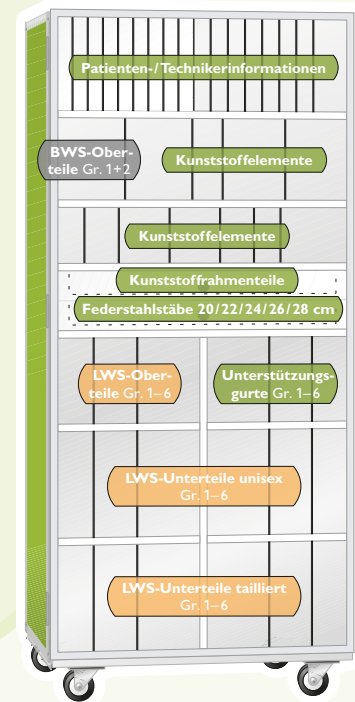 Patienten-/Technikerinformationen
BWS-Ober-
teile Gr. 1+2
Kunststoffelemente
Kunststoffelemente
Kunststoffrahmenteile
Federstahlstäbe 20/22/24/26/28 cm
LWS-Ober-
teile Gr. 1–6
Unterstützungs-
gurte Gr. 1–6
LWS-Unterteile unisex
Gr. 1–6
LWS-Unterteile tailliert
Gr. 1–6